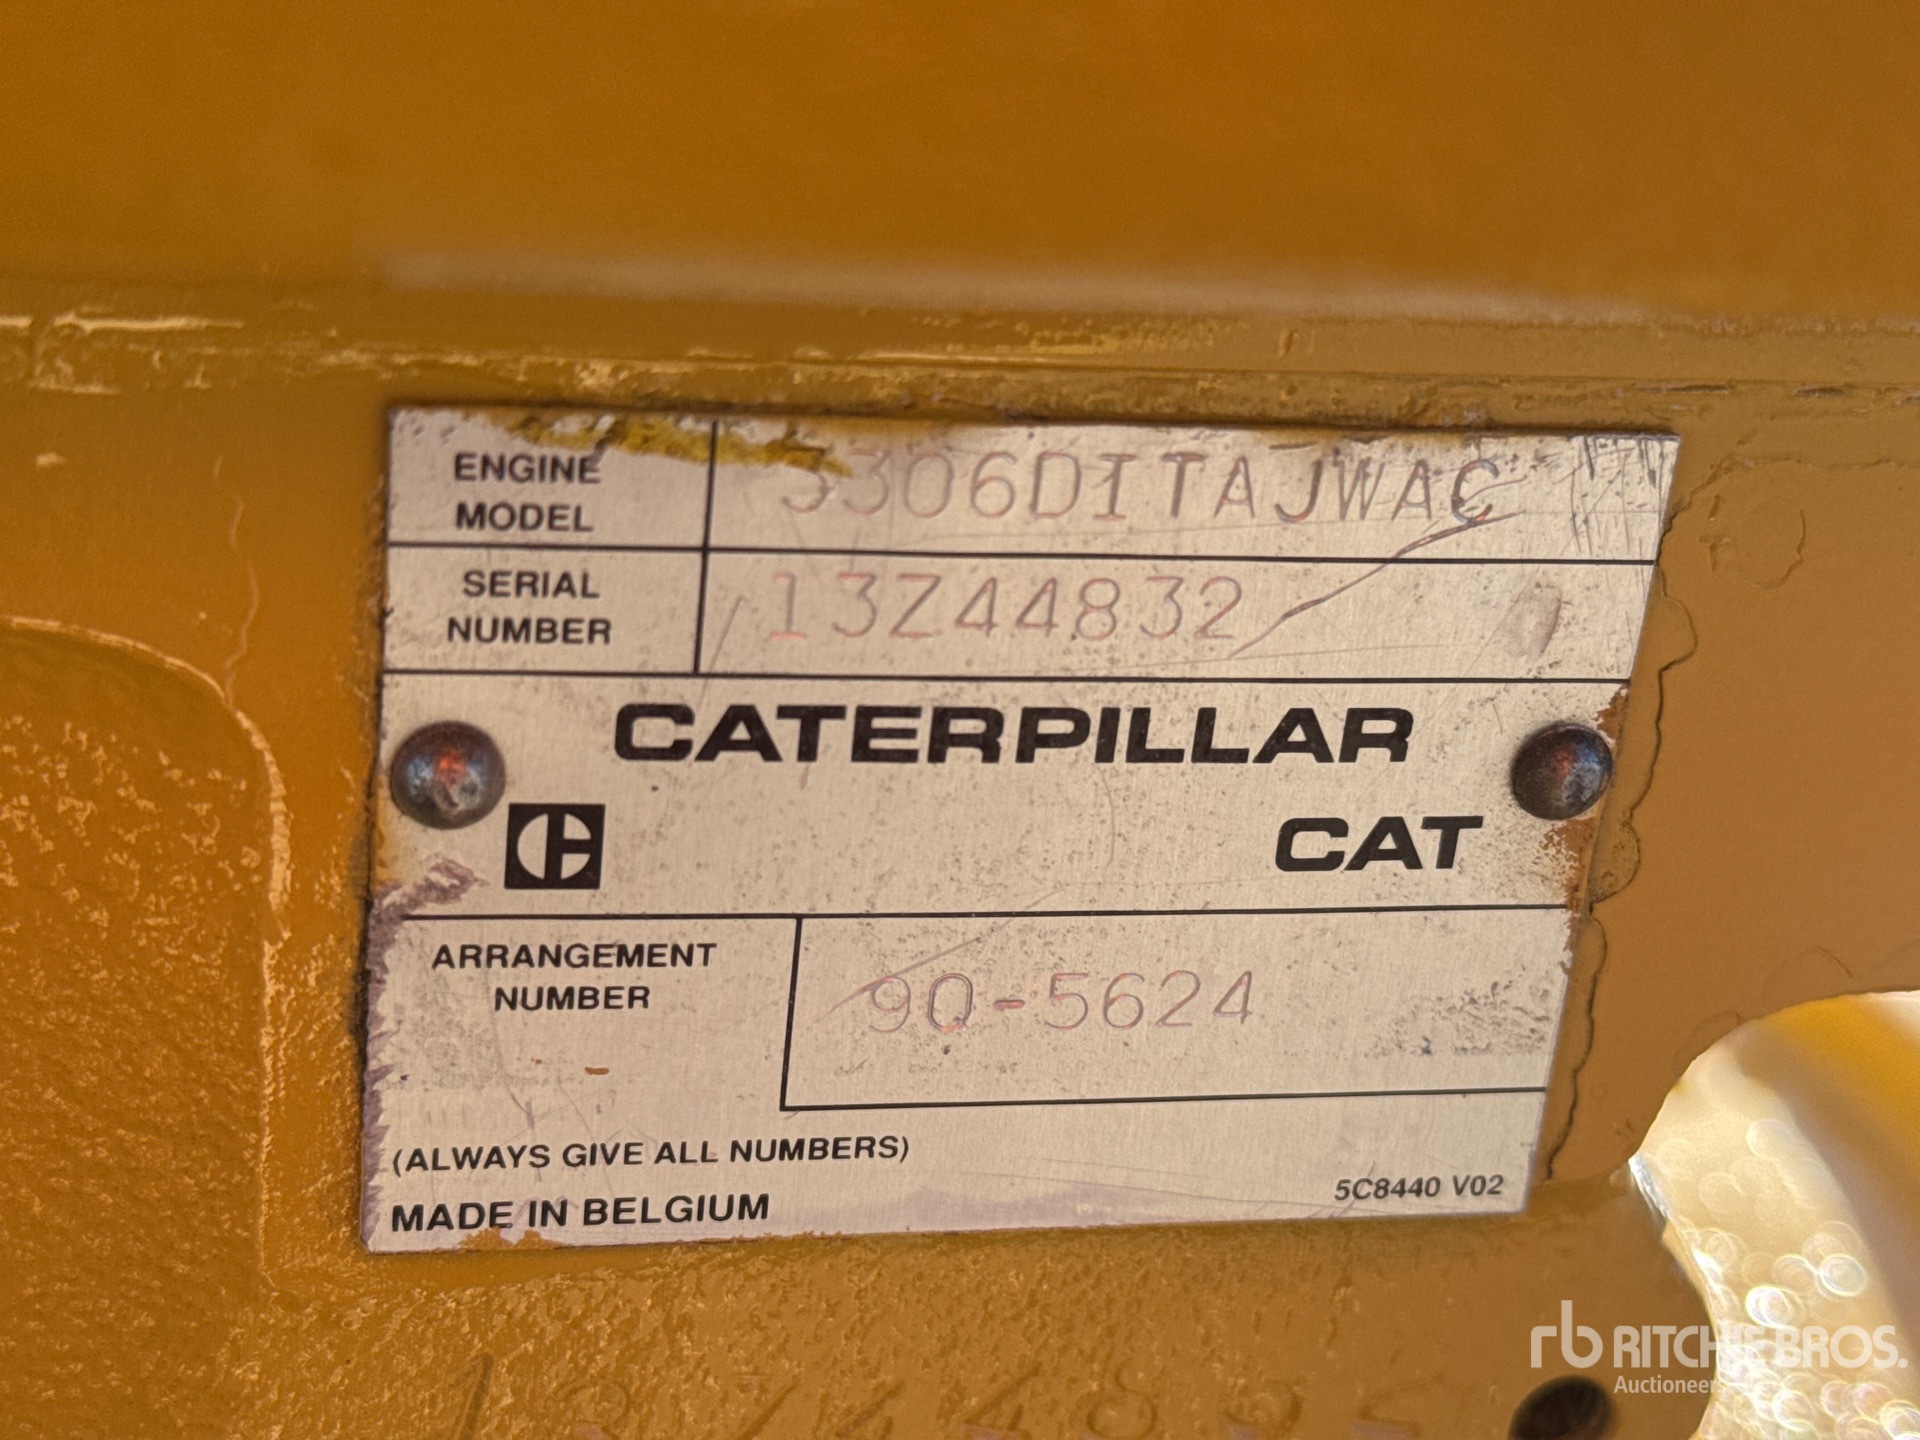 ENGINE MODEL 3306DITAJWAC
SERIAL NUMBER 13Z44832
CATERPILLAR
CAT
ARRANGEMENT NUMBER 9Q-5624
(ALWAYS GIVE ALL NUMBERS)
MADE IN BELGIUM
5C8440 V02
rb RITCHIE BROS.
Auctioneers